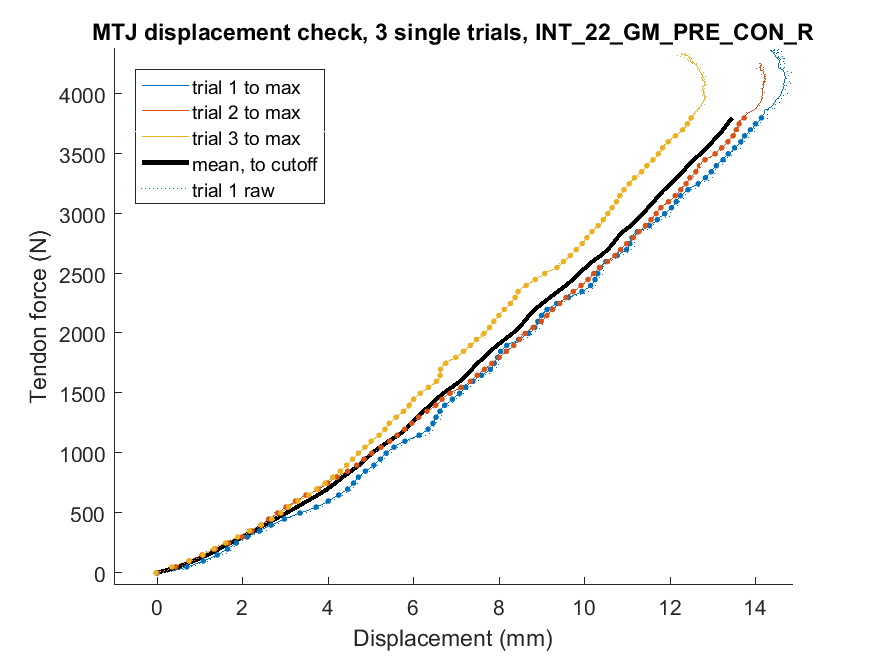 MTJ displacement check, 3 single trials, INT_22_GM_PRE_CON_R
trial 1 to max
trial 2 to max
trial 3 to max
mean, to cutoff
trial 1 raw
4000
3500
3000
2500
2000
1500
1000
500
0
Tendon force (N)
0 2 4 6 8 10 12 14
Displacement (mm)